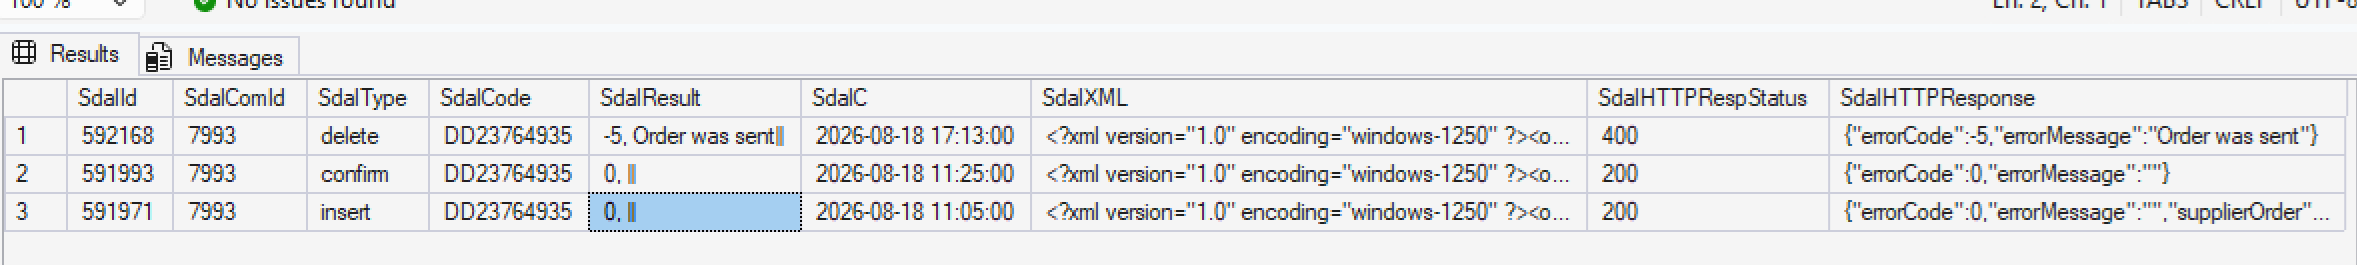 100 % No issues found Ln: 2, Ch: 1 TABS CRLF UTF-8
Results Messages
SdalId SdalComId SdalType SdalCode SdalResult SdalC SdalXML SdalHTTPRespStatus SdalHTTPResponse
1 592168 7993 delete DD23764935 -5, Order was sent|| 2026-08-18 17:13:00 <?xml version="1.0" encoding="windows-1250" ?><o... 400 {"errorCode":-5,"errorMessage":"Order was sent"}
2 591993 7993 confirm DD23764935 0, || 2026-08-18 11:25:00 <?xml version="1.0" encoding="windows-1250" ?><o... 200 {"errorCode":0,"errorMessage":""}
3 591971 7993 insert DD23764935 0, || 2026-08-18 11:05:00 <?xml version="1.0" encoding="windows-1250" ?><o... 200 {"errorCode":0,"errorMessage":"","supplierOrder"...